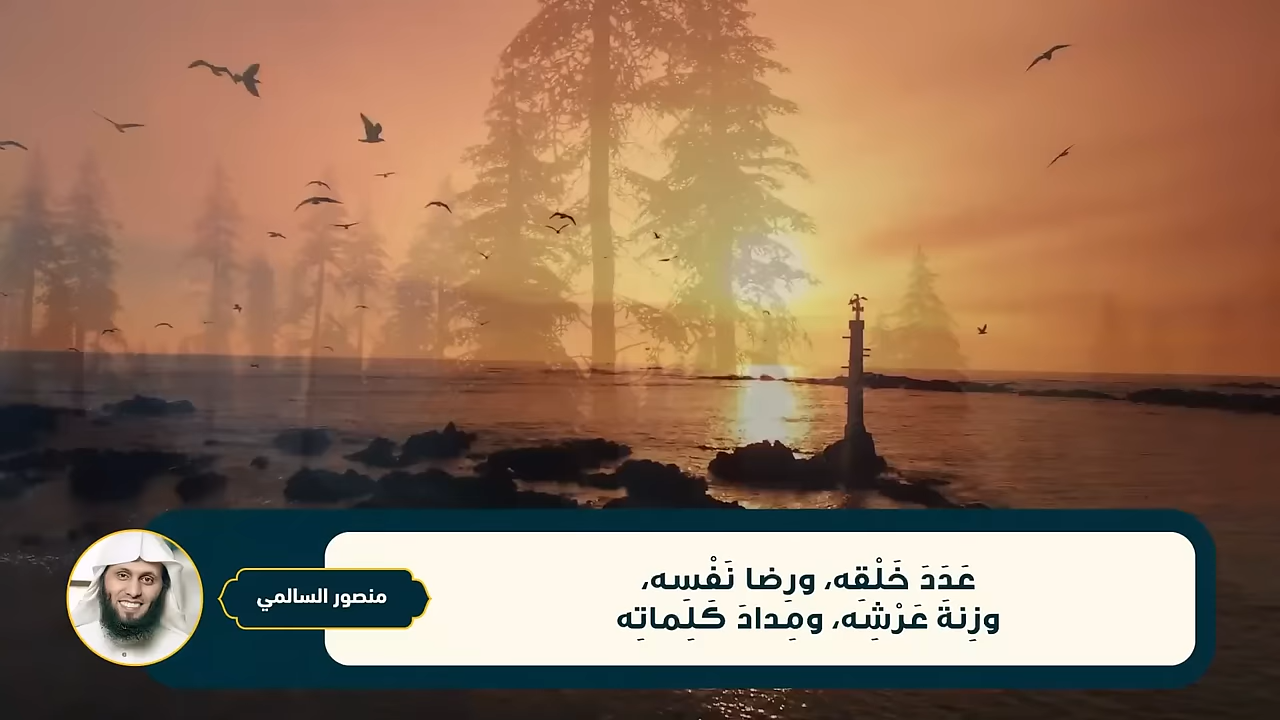 عَدَدَ خَلْقِه، ورِضا نَفْسِه،
وزِنةَ عَرْشِه، ومِدادَ كَلِماتِه
منصور السالمي